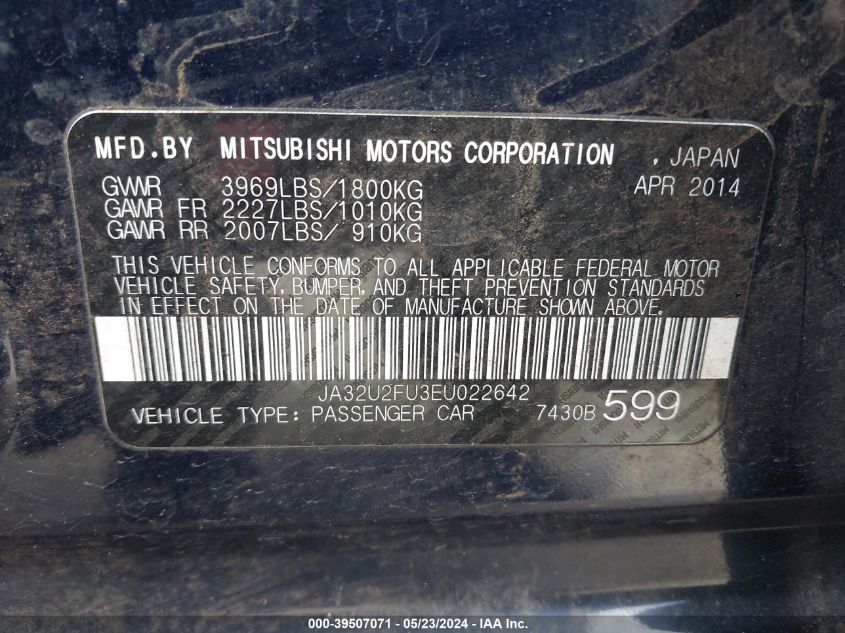 MFD.BY MITSUBISHI MOTORS CORPORATION , JAPAN
GVWR 3969LBS/1800KG APR 2014
GAWR FR 2227LBS/1010KG
GAWR RR 2007LBS/ 910KG
THIS VEHICLE CONFORMS TO ALL APPLICABLE FEDERAL MOTOR
VEHICLE SAFETY, BUMPER, AND THEFT PREVENTION STANDARDS
IN EFFECT ON THE DATE OF MANUFACTURE SHOWN ABOVE.
JA32U2FU3EU022642
VEHICLE TYPE: PASSENGER CAR 7430B 599
000-39507071 - 05/23/2024 - IAA Inc.